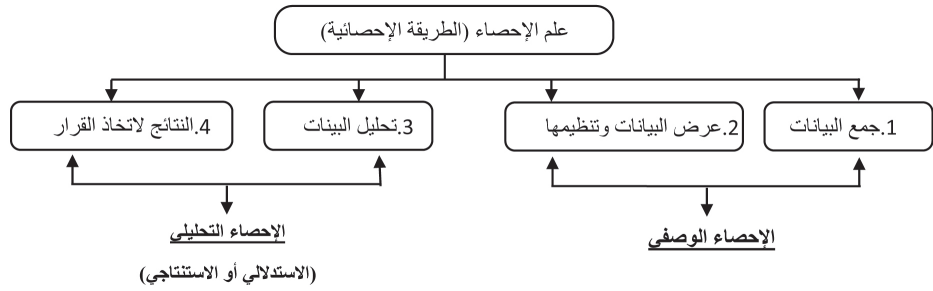 علم الإحصاء (الطريقة الإحصائية)
1.جمع البيانات
2.عرض البيانات وتنظيمها
3.تحليل البينات
4.النتائج لاتخاذ القرار
الإحصاء الوصفي
الإحصاء التحليلي
(الاستدلالي أو الاستنتاجي)